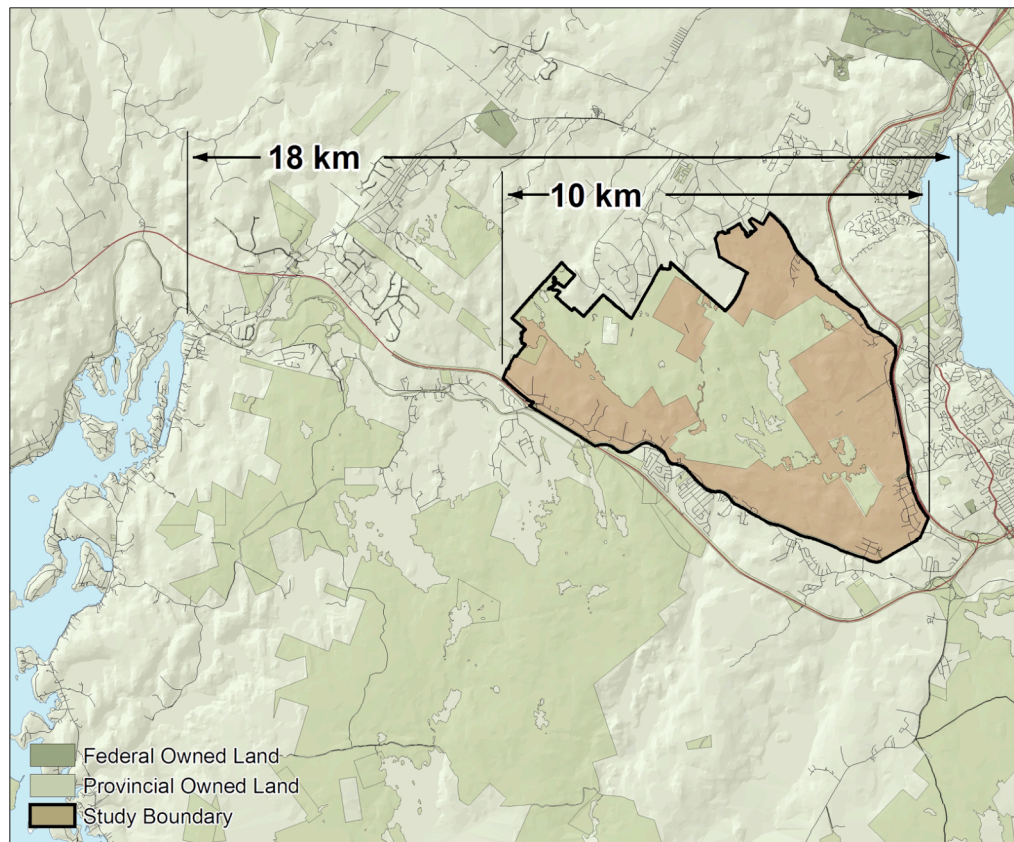 18 km
10 km
Federal Owned Land
Provincial Owned Land
Study Boundary